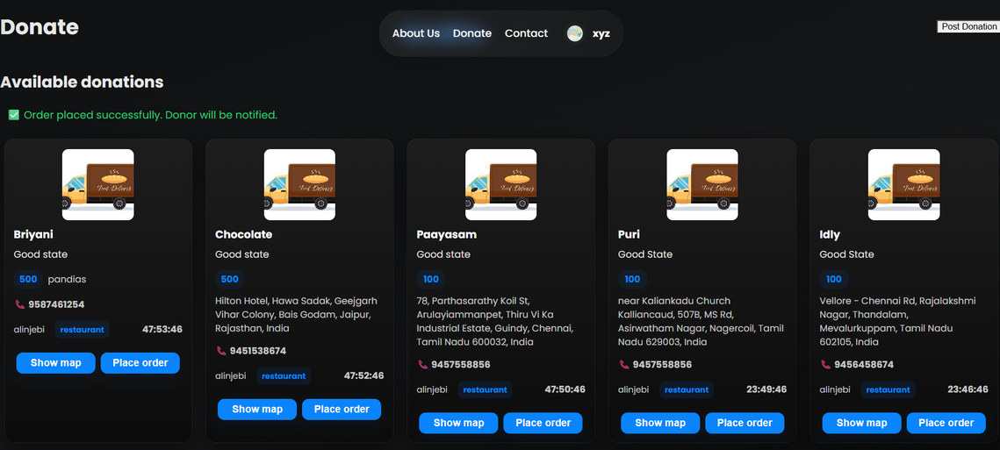 Donate
About Us Donate Contact xyz
Post Donation
Available donations
✅ Order placed successfully. Donor will be notified.
Food Delivery
Briyani
Good state
500 pandias
📞 9587461254
alinjebi restaurant 47:53:46
Show map Place order
Food Delivery
Chocolate
Good state
500
Hilton Hotel, Hawa Sadak, Geejgarh
Vihar Colony, Bais Godam, Jaipur,
Rajasthan, India
📞 9451538674
alinjebi restaurant 47:52:46
Show map Place order
Food Delivery
Paayasam
Good state
100
78, Parthasarathy Koil St,
Arulayiammanpet, Thiru Vi Ka
Industrial Estate, Guindy, Chennai,
Tamil Nadu 600032, India
📞 9457558856
alinjebi restaurant 47:50:46
Show map Place order
Food Delivery
Puri
Good State
100
near Kaliankadu Church
Kalliancaud, 507B, MS Rd,
Asirwatham Nagar, Nagercoil, Tamil
Nadu 629003, India
📞 9457558856
alinjebi restaurant 23:49:46
Show map Place order
Food Delivery
Idly
Good State
100
Vellore - Chennai Rd, Rajalakshmi
Nagar, Thandalam,
Mevalurkuppam, Tamil Nadu
602105, India
📞 9456458674
alinjebi restaurant 23:46:46
Show map Place order